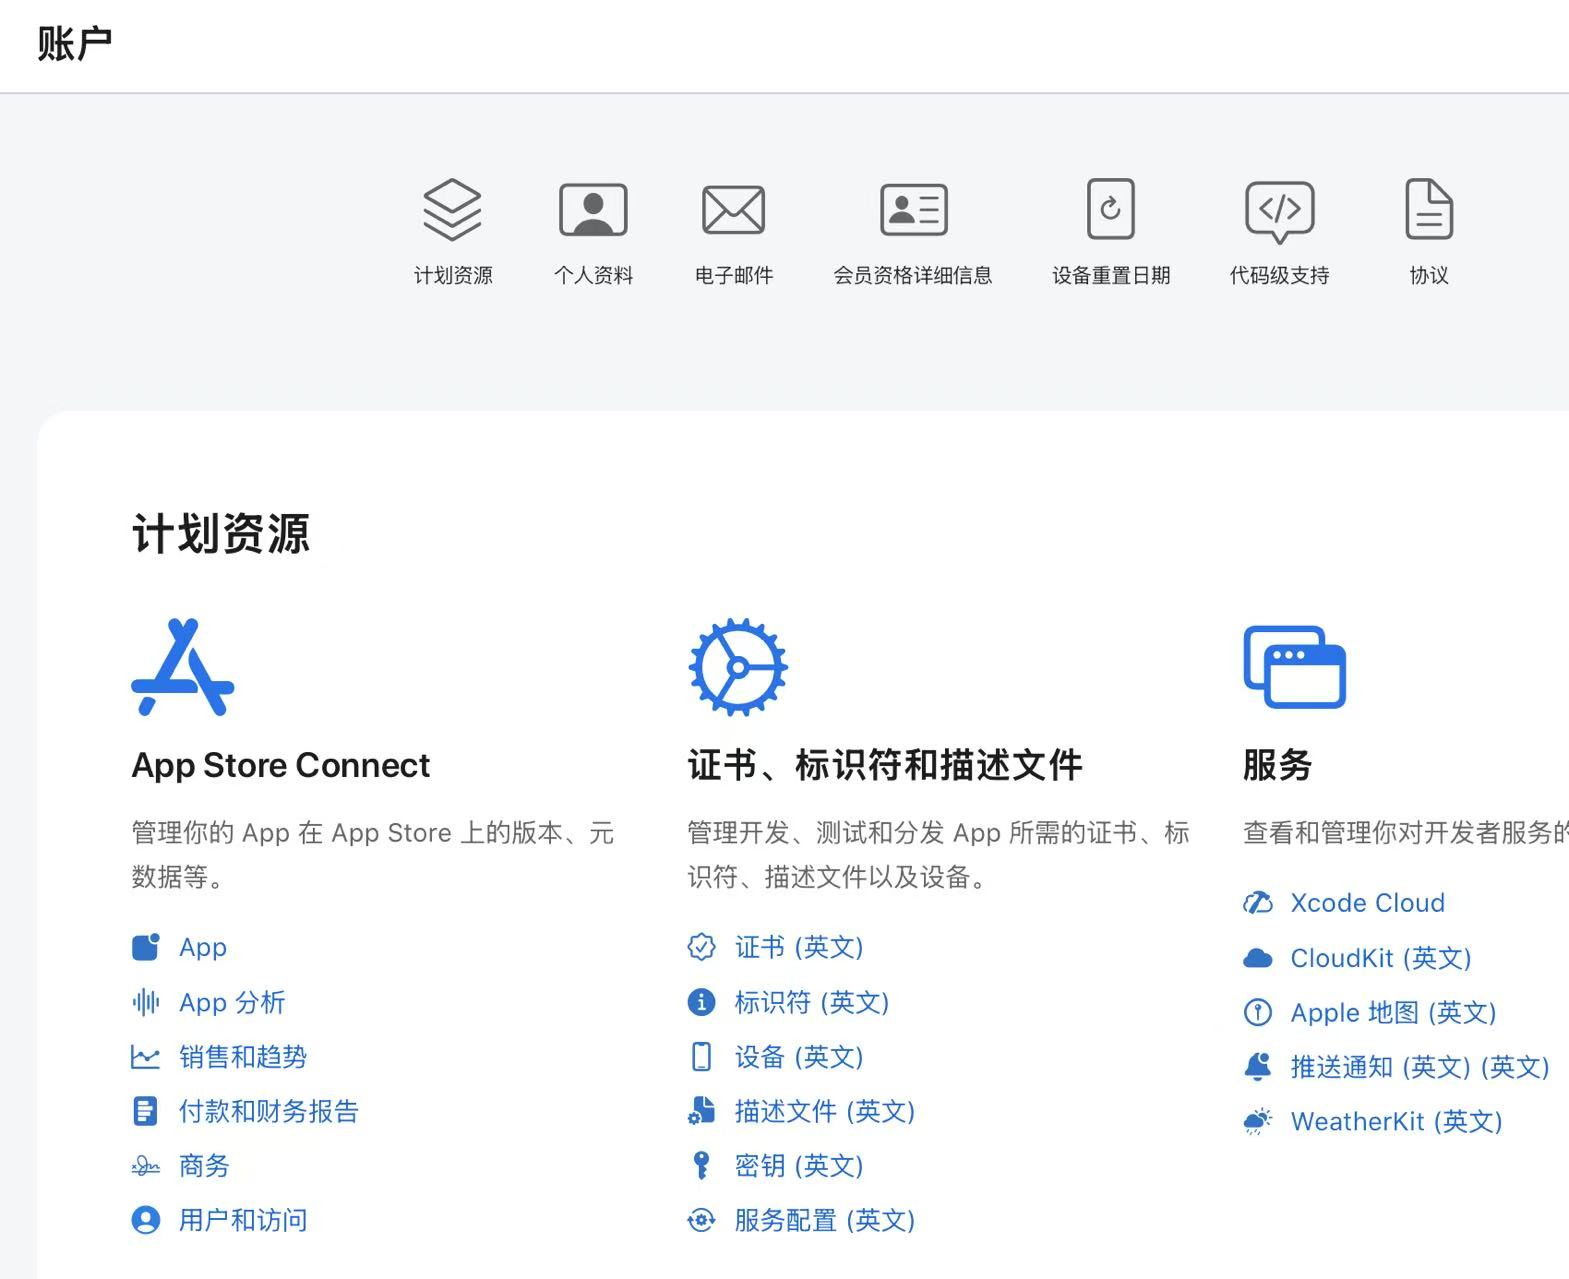 账户
计划资源
个人资料
电子邮件
会员资格详细信息
设备重置日期
代码级支持
协议
计划资源
App Store Connect
管理你的 App 在 App Store 上的版本、元
数据等。
App
App 分析
销售和趋势
付款和财务报告
商务
用户和访问
证书、标识符和描述文件
管理开发、测试和分发 App 所需的证书、标
识符、描述文件以及设备。
证书 (英文)
标识符 (英文)
设备 (英文)
描述文件 (英文)
密钥 (英文)
服务配置 (英文)
服务
查看和管理你对开发者服务的
Xcode Cloud
CloudKit (英文)
Apple 地图 (英文)
推送通知 (英文) (英文)
WeatherKit (英文)